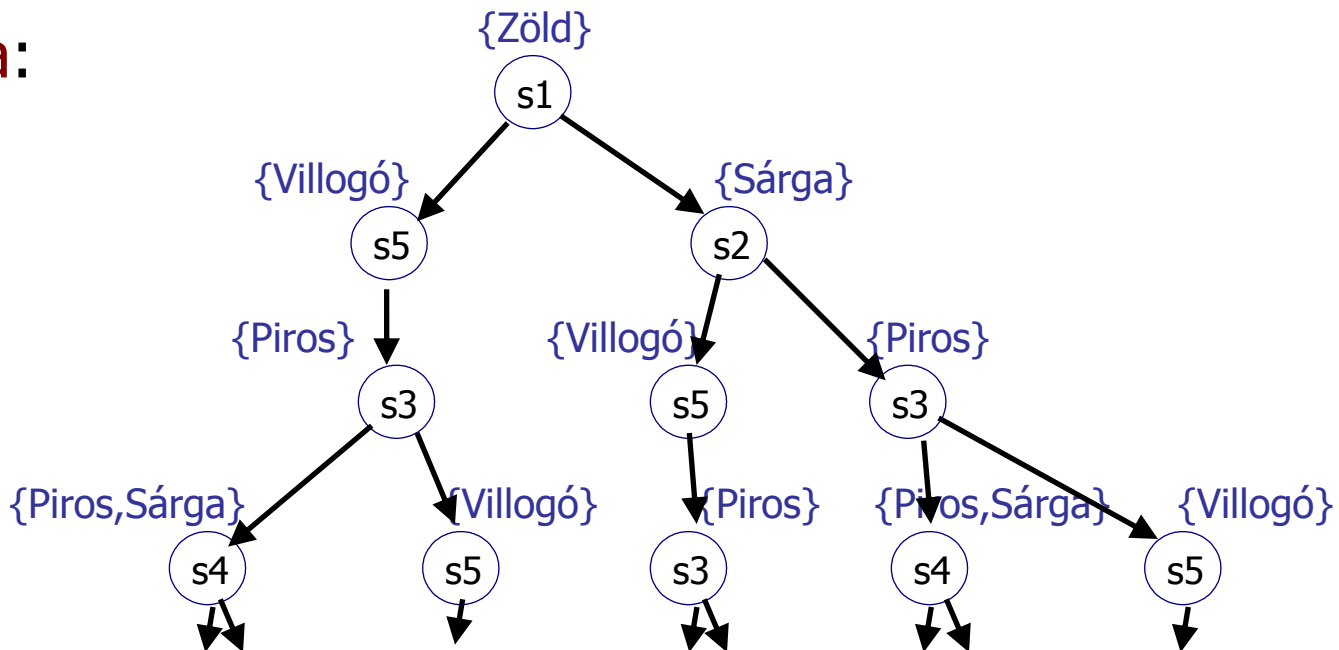 a:
{Zöld}
s1
{Villogó} {Sárga}
s5 s2
{Piros} {Villogó} {Piros}
s3 s5 s3
{Piros,Sárga} {Villogó} {Piros} {Piros,Sárga} {Villogó}
s4 s5 s3 s4 s5